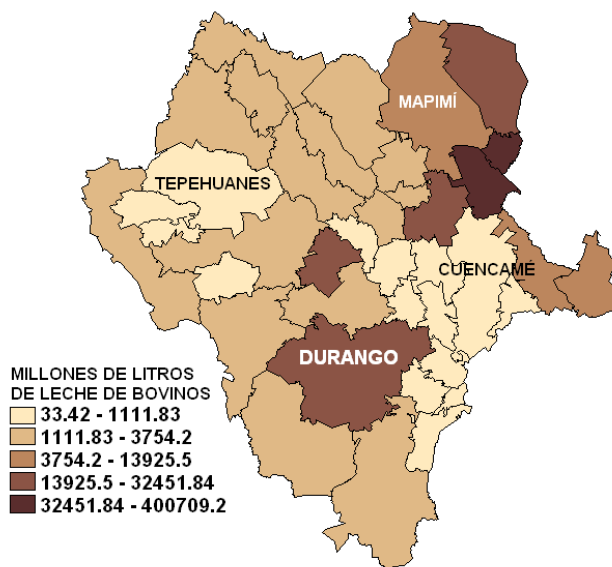 MAPIMÍ
TEPEHUANES
CUENCAMÉ
DURANGO
MILLONES DE LITROS
DE LECHE DE BOVINOS
33.42 - 1111.83
1111.83 - 3754.2
3754.2 - 13925.5
13925.5 - 32451.84
32451.84 - 400709.2